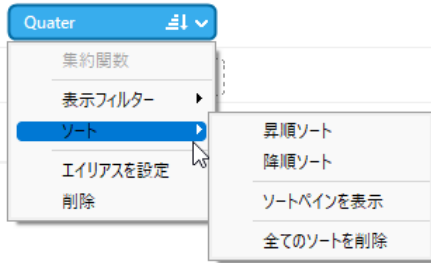 Quater
集約関数
表示フィルター
ソート
エイリアスを設定
削除
昇順ソート
降順ソート
ソートペインを表示
全てのソートを削除